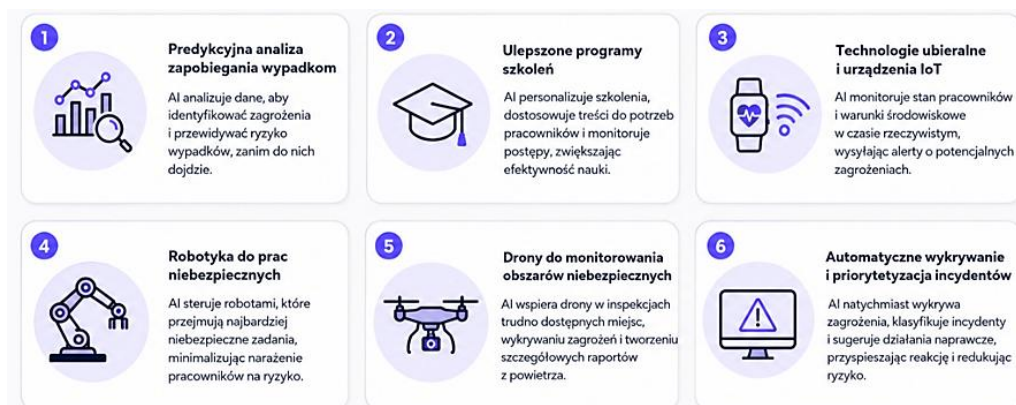 1
Predykcyjna analiza
zapobiegania wypadkom
AI analizuje dane, aby
identyfikować zagrożenia
i przewidywać ryzyko
wypadków, zanim do nich
dojdzie.
2
Ulepszone programy
szkoleń
AI personalizuje szkolenia,
dostosowuje treści do potrzeb
pracowników i monitoruje
postępy, zwiększając
efektywność nauki.
3
Technologie ubieralne
i urządzenia IoT
AI monitoruje stan pracowników
i warunki środowiskowe
w czasie rzeczywistym,
wysyłając alerty o potencjalnych
zagrożeniach.
4
Robotyka do prac
niebezpiecznych
AI steruje robotami, które
przejmują najbardziej
niebezpieczne zadania,
minimalizując narażenie
pracowników na ryzyko.
5
Drony do monitorowania
obszarów niebezpiecznych
AI wspiera drony w inspekcjach
trudno dostępnych miejsc,
wykrywaniu zagrożeń i tworzeniu
szczegółowych raportów
z powietrza.
6
Automatyczne wykrywanie
i priorytetyzacja incydentów
AI natychmiast wykrywa
zagrożenia, klasyfikuje incydenty
i sugeruje działania naprawcze,
przyspieszając reakcję i redukując
ryzyko.